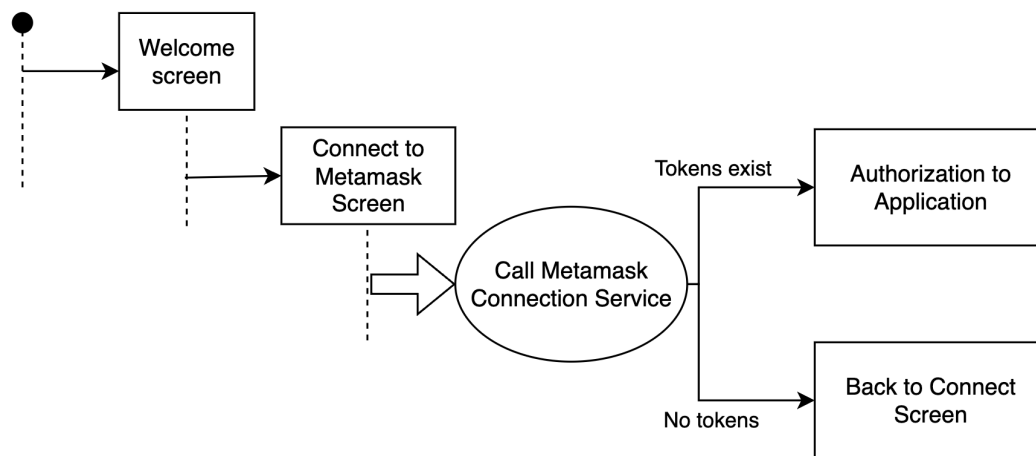 Welcome
screen
Connect to
Metamask
Screen
Call Metamask
Connection Service
Tokens exist
Authorization to
Application
No tokens
Back to Connect
Screen